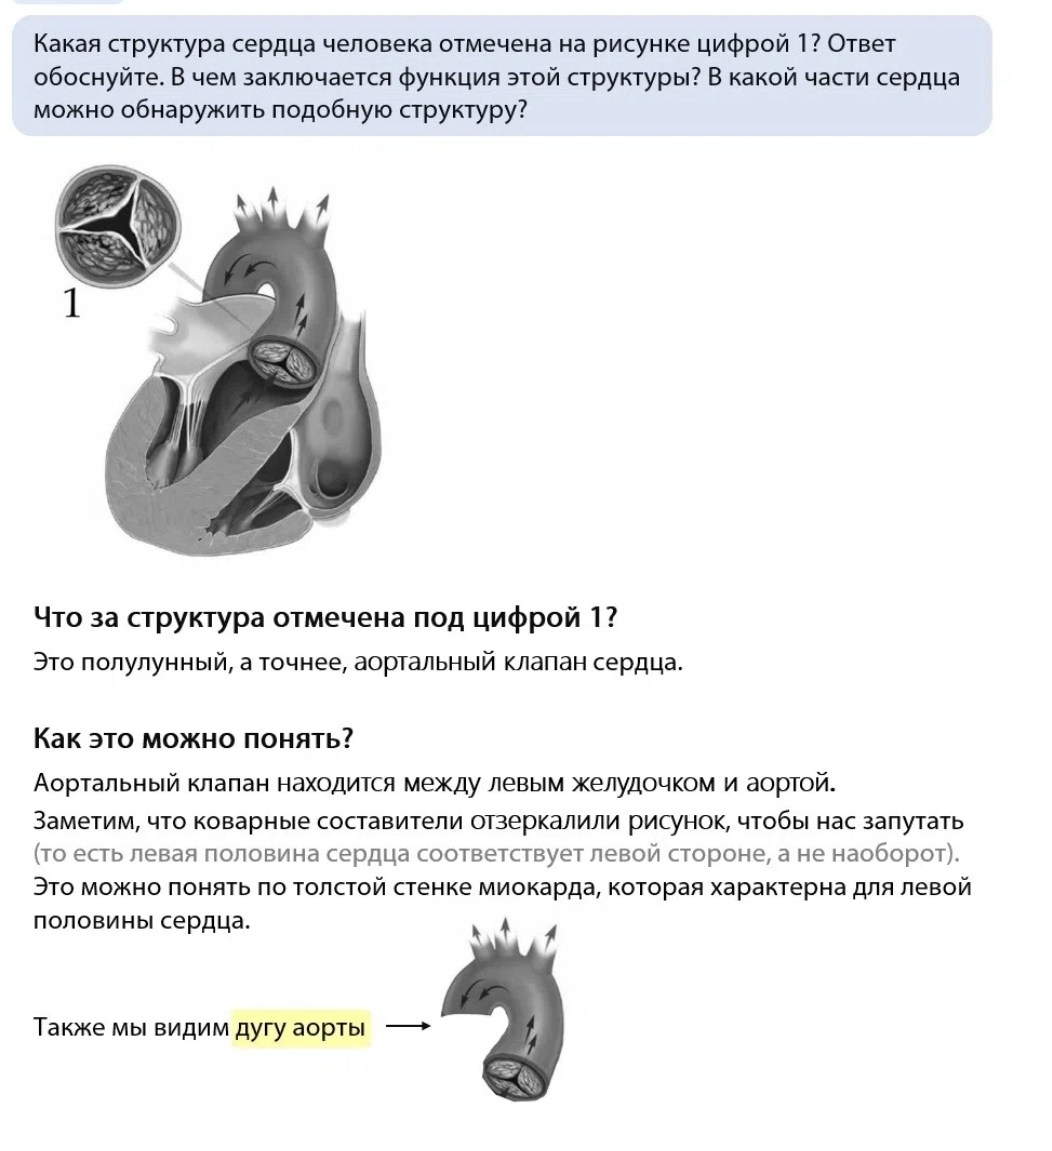 Какая структура сердца человека отмечена на рисунке цифрой 1? Ответ
обоснуйте. В чем заключается функция этой структуры? В какой части сердца
можно обнаружить подобную структуру?
1
Что за структура отмечена под цифрой 1?
Это полулунный, а точнее, аортальный клапан сердца.
Как это можно понять?
Аортальный клапан находится между левым желудочком и аортой.
Заметим, что коварные составители отзеркалили рисунок, чтобы нас запутать
(то есть левая половина сердца соответствует левой стороне, а не наоборот).
Это можно понять по толстой стенке миокарда, которая характерна для левой
половины сердца.
Также мы видим дугу аорты